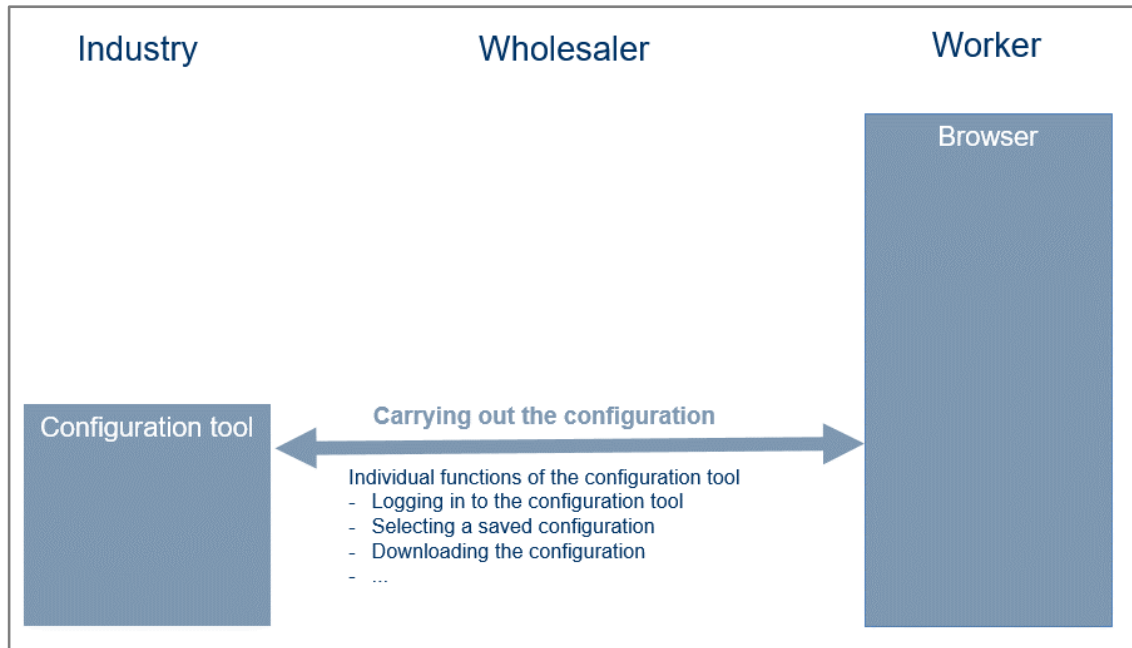 Industry
Wholesaler
Worker
Browser
Configuration tool
Carrying out the configuration
Individual functions of the configuration tool
- Logging in to the configuration tool
- Selecting a saved configuration
- Downloading the configuration
- ...